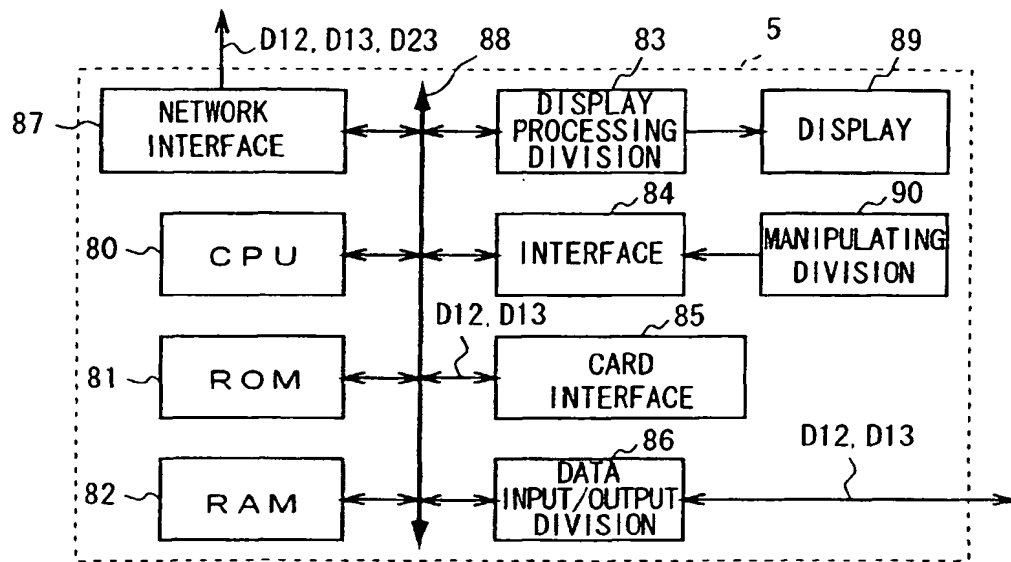 D12, D13, D23
88
83
5
89
87
NETWORK
INTERFACE
DISPLAY
PROCESSING
DIVISION
DISPLAY
84
90
80
CPU
INTERFACE
MANIPULATING
DIVISION
D12, D13
85
81
ROM
CARD
INTERFACE
86
D12, D13
82
RAM
DATA
INPUT/OUTPUT
DIVISION